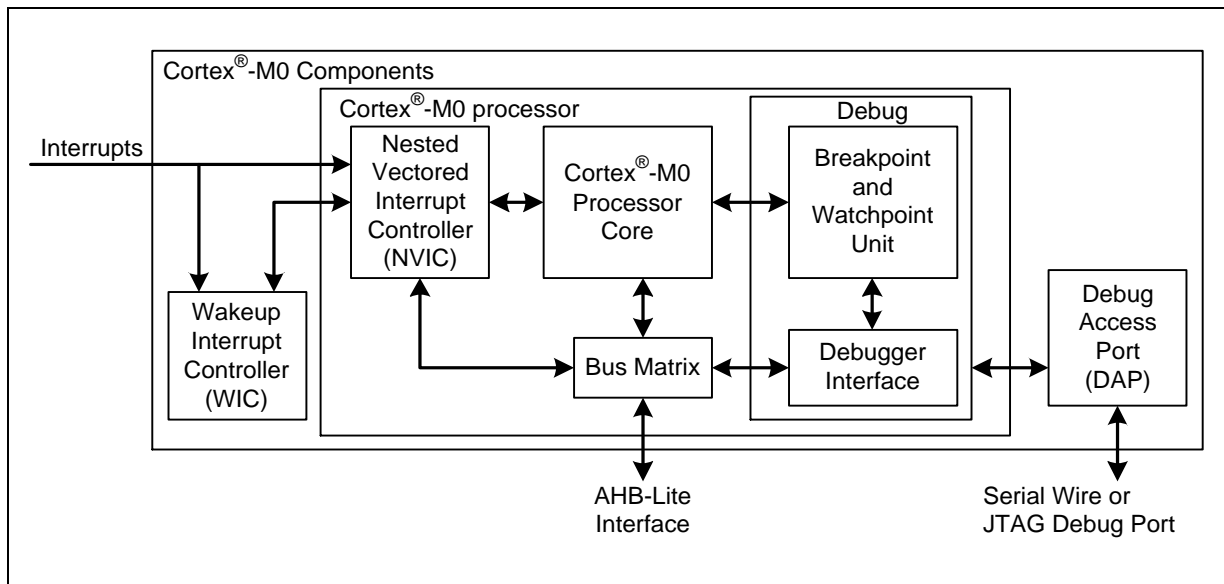 Cortex®-M0 Components
Cortex®-M0 processor
Debug
Interrupts
Nested
Vectored
Interrupt
Controller
(NVIC)
Cortex®-M0
Processor
Core
Breakpoint
and
Watchpoint
Unit
Wakeup
Interrupt
Controller
(WIC)
Bus Matrix
Debugger
Interface
Debug
Access
Port
(DAP)
AHB-Lite
Interface
Serial Wire or
JTAG Debug Port